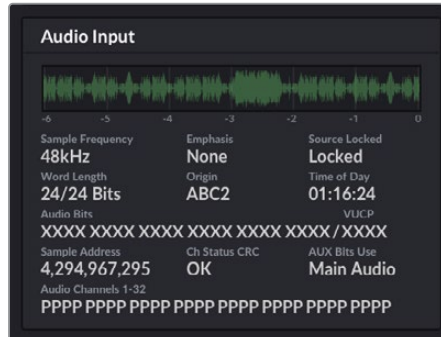 Audio Input
-6 -5 -4 -3 -2 -1 0
Sample Frequency Emphasis Source Locked
48kHz None Locked
Word Length Origin Time of Day
24/24 Bits ABC2 01:16:24
Audio Bits VUCP
XXXX XXXX XXXX XXXX XXXX XXXX/XXXX
Sample Address Ch Status CRC AUX Bits Use
4,294,967,295 OK Main Audio
Audio Channels 1-32
PPPP PPPP PPPP PPPP PPPP PPPP PPPP PPPP